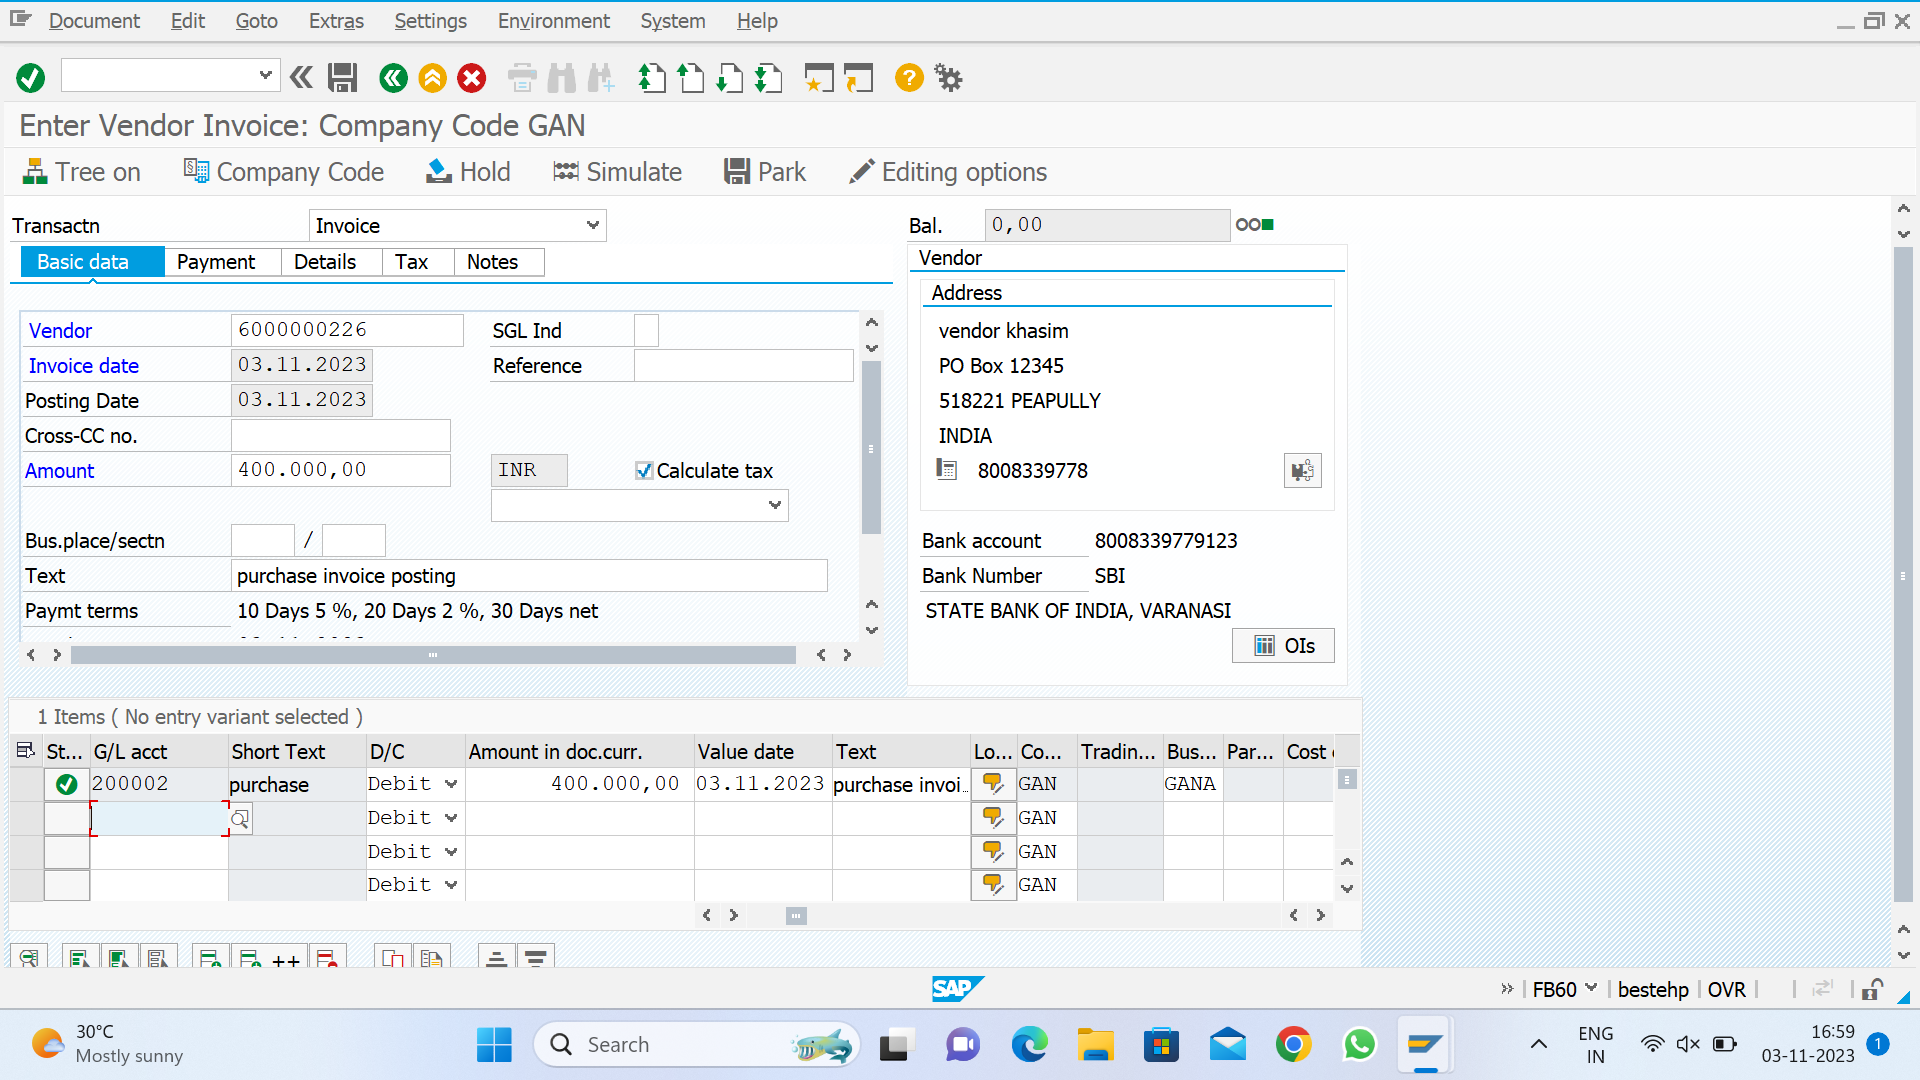 Document Edit Goto Extras Settings Environment System Help
Enter Vendor Invoice: Company Code GAN
Tree on Company Code Hold Simulate Park Editing options
Transactn Invoice Bal. 0,00
Basic data Payment Details Tax Notes
Vendor 6000000226 SGL Ind
Invoice date 03.11.2023 Reference
Posting Date 03.11.2023
Cross-CC no.
Amount 400.000,00 INR Calculate tax
Bus.place/sectn /
Text purchase invoice posting
Paymt terms 10 Days 5 %, 20 Days 2 %, 30 Days net
Vendor
Address
vendor khasim
PO Box 12345
518221 PEAPULLY
INDIA
8008339778
Bank account 8008339779123
Bank Number SBI
STATE BANK OF INDIA, VARANASI
OIs
1 Items ( No entry variant selected )
St... G/L acct Short Text D/C Amount in doc.curr. Value date Text Lo... Co... Tradin... Bus... Par... Cost
200002 purchase Debit 400.000,00 03.11.2023 purchase invoi... GAN GANA
Debit GAN
Debit GAN
Debit GAN
SAP FB60 bestehp OVR
30°C
Mostly sunny
Search
ENG
IN
16:59
03-11-2023
1